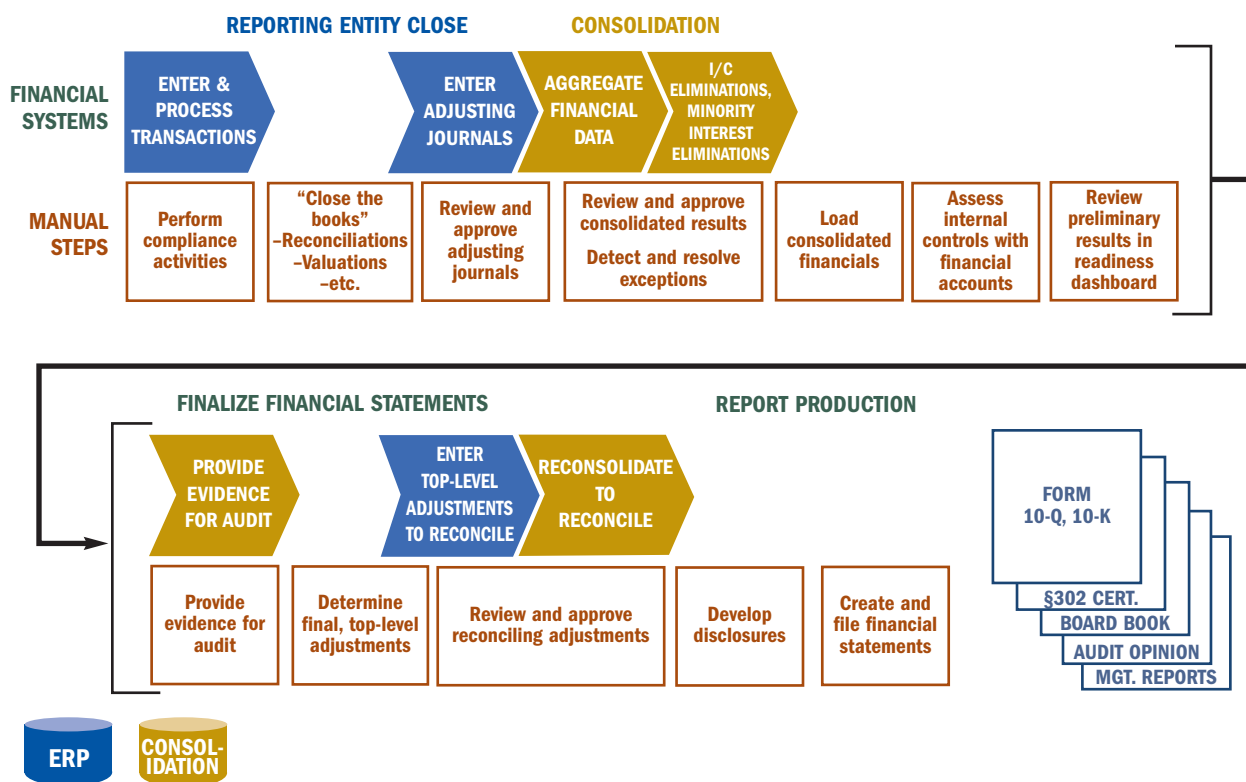 REPORTING ENTITY CLOSE
CONSOLIDATION
FINANCIAL
SYSTEMS
ENTER &
PROCESS
TRANSACTIONS
ENTER
ADJUSTING
JOURNALS
AGGREGATE
FINANCIAL
DATA
I/C
ELIMINATIONS,
MINORITY
INTEREST
ELIMINATIONS
MANUAL
STEPS
Perform
compliance
activities
“Close the
books”
–Reconciliations
–Valuations
–etc.
Review and
approve
adjusting
journals
Review and approve
consolidated results
Detect and resolve
exceptions
Load
consolidated
financials
Assess
internal
controls with
financial
accounts
Review
preliminary
results in
readiness
dashboard
FINALIZE FINANCIAL STATEMENTS
REPORT PRODUCTION
PROVIDE
EVIDENCE
FOR AUDIT
ENTER
TOP-LEVEL
ADJUSTMENTS
TO RECONCILE
RECONSOLIDATE
TO
RECONCILE
Provide
evidence for
audit
Determine
final, top-level
adjustments
Review and approve
reconciling adjustments
Develop
disclosures
Create and
file financial
statements
FORM
10-Q, 10-K
§302 CERT.
BOARD BOOK
AUDIT OPINION
MGT. REPORTS
ERP
CONSOL-
IDATION